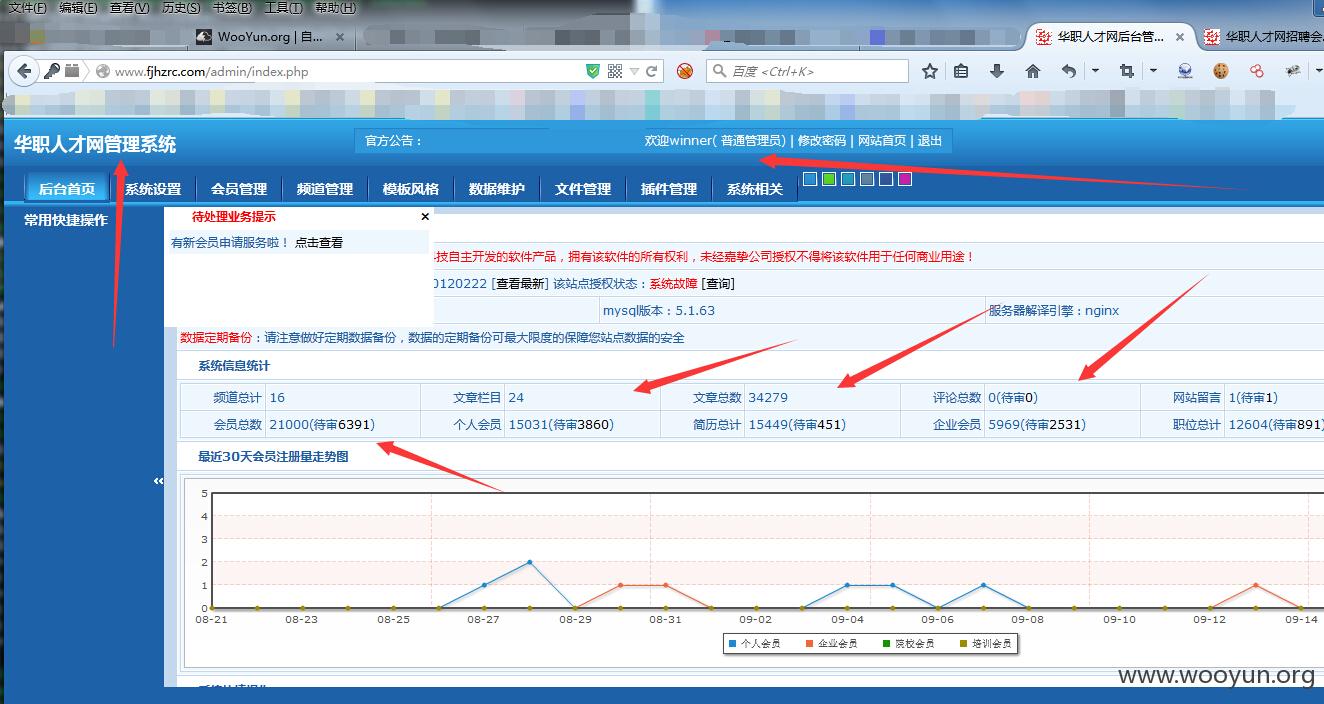 文件(F) 编辑(E) 查看(V) 历史(S) 书签(B) 工具(T) 帮助(H)
WooYun.org | 自... × 华职人才网后台管... × 华职人才网招聘会
www.fjhzrc.com/admin/index.php 百度 <Ctrl+K>
华职人才网管理系统 官方公告： 欢迎winner( 普通管理员) | 修改密码 | 网站首页 | 退出
后台首页 系统设置 会员管理 频道管理 模板风格 数据维护 文件管理 插件管理 系统相关
常用快捷操作 待处理业务提示 ×
有新会员申请服务啦！ 点击查看
技自主开发的软件产品，拥有该软件的所有权利，未经嘉挚公司授权不得将该软件用于任何商业用途！
0120222 [查看最新] 该站点授权状态：系统故障 [查询]
mysql版本：5.1.63 服务器解译引擎：nginx
数据定期备份：请注意做好定期数据备份，数据的定期备份可最大限度的保障您站点数据的安全
系统信息统计
频道总计 16 文章栏目 24 文章总数 34279 评论总数 0(待审0) 网站留言 1(待审1)
会员总数 21000(待审6391) 个人会员 15031(待审3860) 简历总计 15449(待审451) 企业会员 5969(待审2531) 职位总计 12604(待审891)
最近30天会员注册量走势图
«
5
4
3
2
1
0
08-21 08-23 08-25 08-27 08-29 08-31 09-02 09-04 09-06 09-08 09-10 09-12 09-14
个人会员 企业会员 院校会员 培训会员
www.wooyun.org